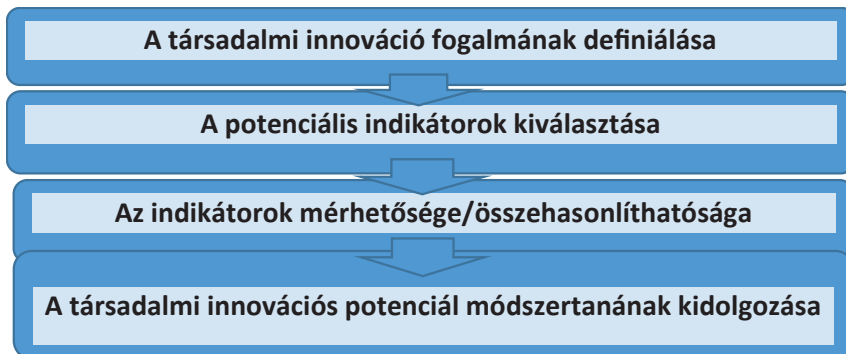 A társadalmi innováció fogalmának definiálása
A potenciális indikátorok kiválasztása
Az indikátorok mérhetősége/összehasonlíthatósága
A társadalmi innovációs potenciál módszertanának kidolgozása